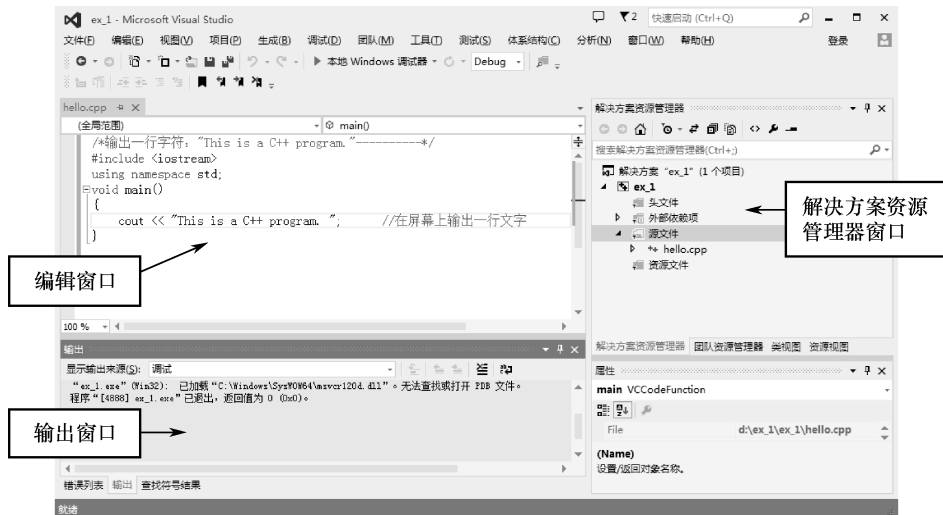 ex_1 - Microsoft Visual Studio
2
快速启动 (Ctrl+Q)
文件(F) 编辑(E) 视图(V) 项目(P) 生成(B) 调试(D) 团队(M) 工具(T) 测试(S) 体系结构(C) 分析(N) 窗口(W) 帮助(H)
登录
本地 Windows 调试器
Debug
hello.cpp
(全局范围)
main()
/*输出一行字符："This is a C++ program."----------*/
#include <iostream>
using namespace std;
void main()
{
cout << "This is a C++ program. "; //在屏幕上输出一行文字
}
编辑窗口
100 %
输出
显示输出来源(S): 调试
“ex_1.exe”(Win32): 已加载“C:\Windows\SysWOW64\msvcr120d.dll”。无法查找或打开 PDB 文件。
程序“[4888] ex_1.exe”已退出，返回值为 0 (0x0)。
输出窗口
错误列表 输出 查找符号结果
就绪
解决方案资源管理器
搜索解决方案资源管理器(Ctrl+;)
解决方案 "ex_1" (1 个项目)
ex_1
头文件
外部依赖项
源文件
hello.cpp
资源文件
解决方案资源
管理器窗口
解决方案资源管理器 团队资源管理器 类视图 资源视图
属性
main VCCodeFunction
File d:\ex_1\ex_1\hello.cpp
(Name)
设置/返回对象名称。